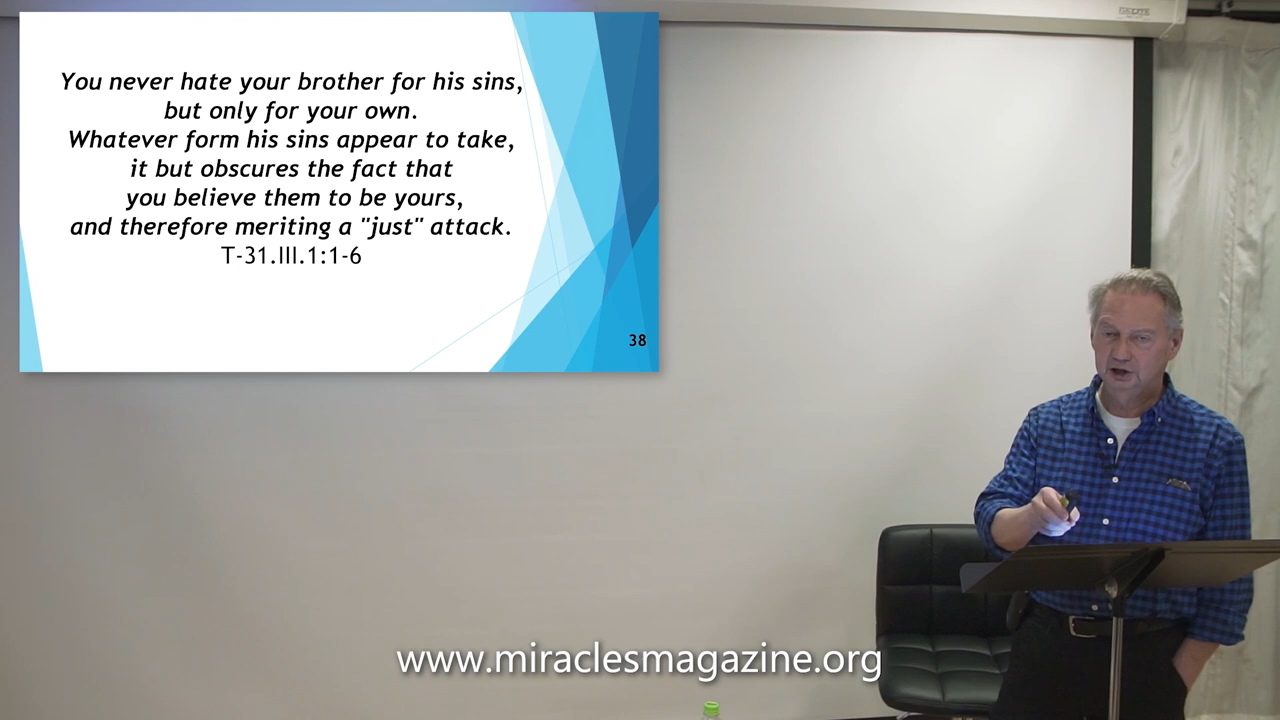 You never hate your brother for his sins,
but only for your own.
Whatever form his sins appear to take,
it but obscures the fact that
you believe them to be yours,
and therefore meriting a "just" attack.
T-31.III.1:1-6
38
www.miraclesmagazine.org